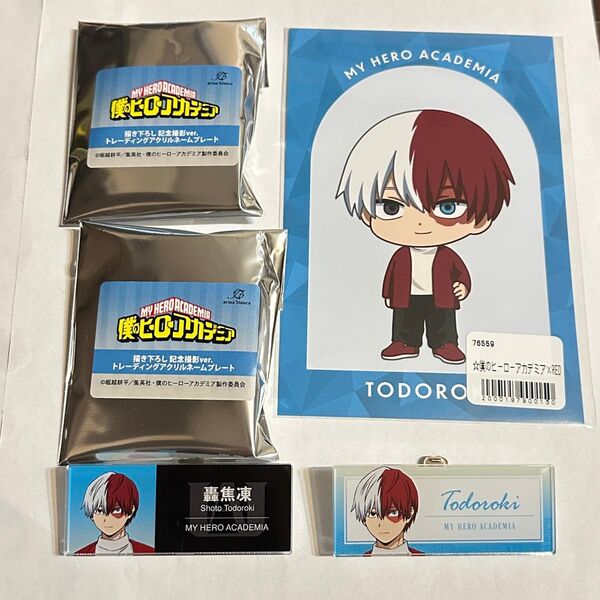 arma bianca
MY HERO ACADEMIA
僕のヒーローアカデミア
描き下ろし 記念撮影ver.
トレーディングアクリルネームプレート
©堀越耕平/集英社・僕のヒーローアカデミア製作委員会
arma bianca
MY HERO ACADEMIA
僕のヒーローアカデミア
描き下ろし 記念撮影ver.
トレーディングアクリルネームプレート
©堀越耕平/集英社・僕のヒーローアカデミア製作委員会
MY HERO ACADEMIA
TODORO
76559
☆僕のヒーローアカデミア×RED
2000197900150
轟焦凍
Shoto Todoroki
MY HERO ACADEMIA
Todoroki
MY HERO ACADEMIA